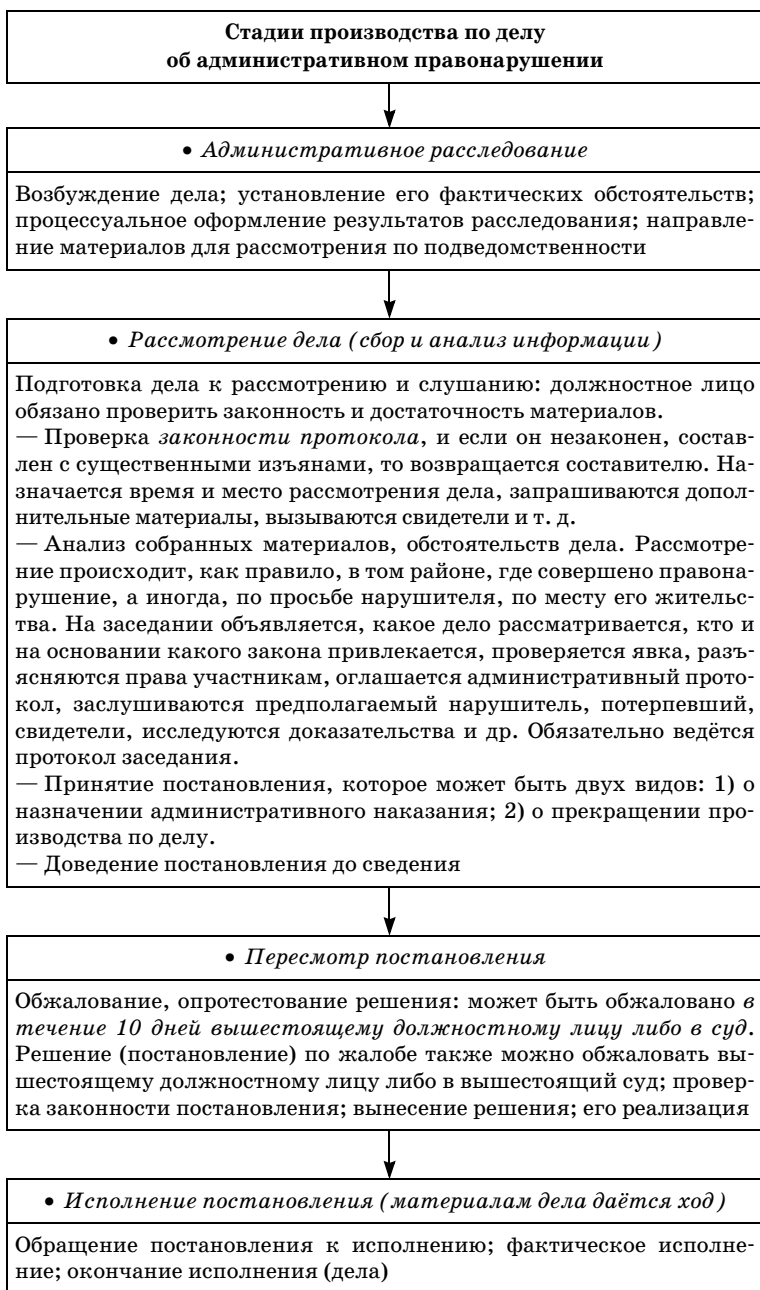 Стадии производства по делу
об административном правонарушении
• Административное расследование
Возбуждение дела; установление его фактических обстоятельств;
процессуальное оформление результатов расследования; направле-
ние материалов для рассмотрения по подведомственности
• Рассмотрение дела (сбор и анализ информации)
Подготовка дела к рассмотрению и слушанию: должностное лицо
обязано проверить законность и достаточность материалов.
— Проверка законности протокола, и если он незаконен, состав-
лен с существенными изъянами, то возвращается составителю. На-
значается время и место рассмотрения дела, запрашиваются допол-
нительные материалы, вызываются свидетели и т. д.
— Анализ собранных материалов, обстоятельств дела. Рассмотре-
ние происходит, как правило, в том районе, где совершено правона-
рушение, а иногда, по просьбе нарушителя, по месту его жительс-
тва. На заседании объявляется, какое дело рассматривается, кто и
на основании какого закона привлекается, проверяется явка, разъ-
ясняются права участникам, оглашается административный прото-
кол, заслушиваются предполагаемый нарушитель, потерпевший,
свидетели, исследуются доказательства и др. Обязательно ведётся
протокол заседания.
— Принятие постановления, которое может быть двух видов: 1) о
назначении административного наказания; 2) о прекращении про-
изводства по делу.
— Доведение постановления до сведения
• Пересмотр постановления
Обжалование, опротестование решения: может быть обжаловано в
течение 10 дней вышестоящему должностному лицу либо в суд.
Решение (постановление) по жалобе также можно обжаловать вы-
шестоящему должностному лицу либо в вышестоящий суд; провер-
ка законности постановления; вынесение решения; его реализация
• Исполнение постановления (материалам дела даётся ход)
Обращение постановления к исполнению; фактическое исполне-
ние; окончание исполнения (дела)